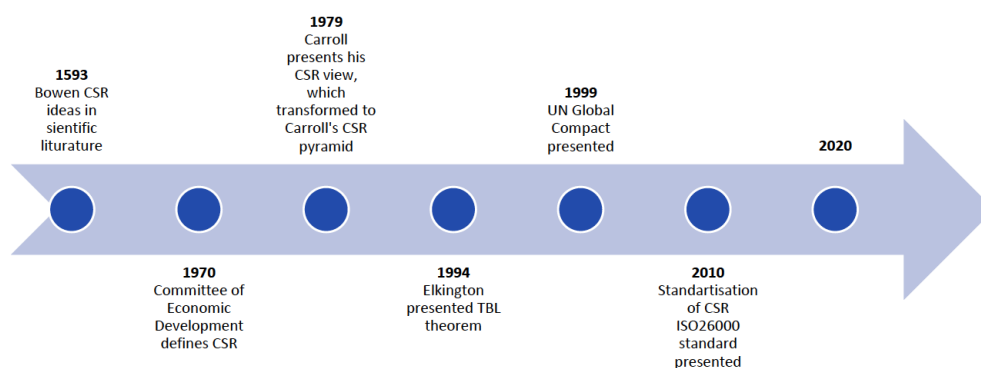 1593
Bowen CSR
ideas in
sientific
liturature
1970
Committee of
Economic
Development
defines CSR
1979
Carroll
presents his
CSR view,
which
transformed to
Carroll's CSR
pyramid
1994
Elkington
presented TBL
theorem
1999
UN Global
Compact
presented
2010
Standartisation
of CSR
ISO26000
standard
presented
2020